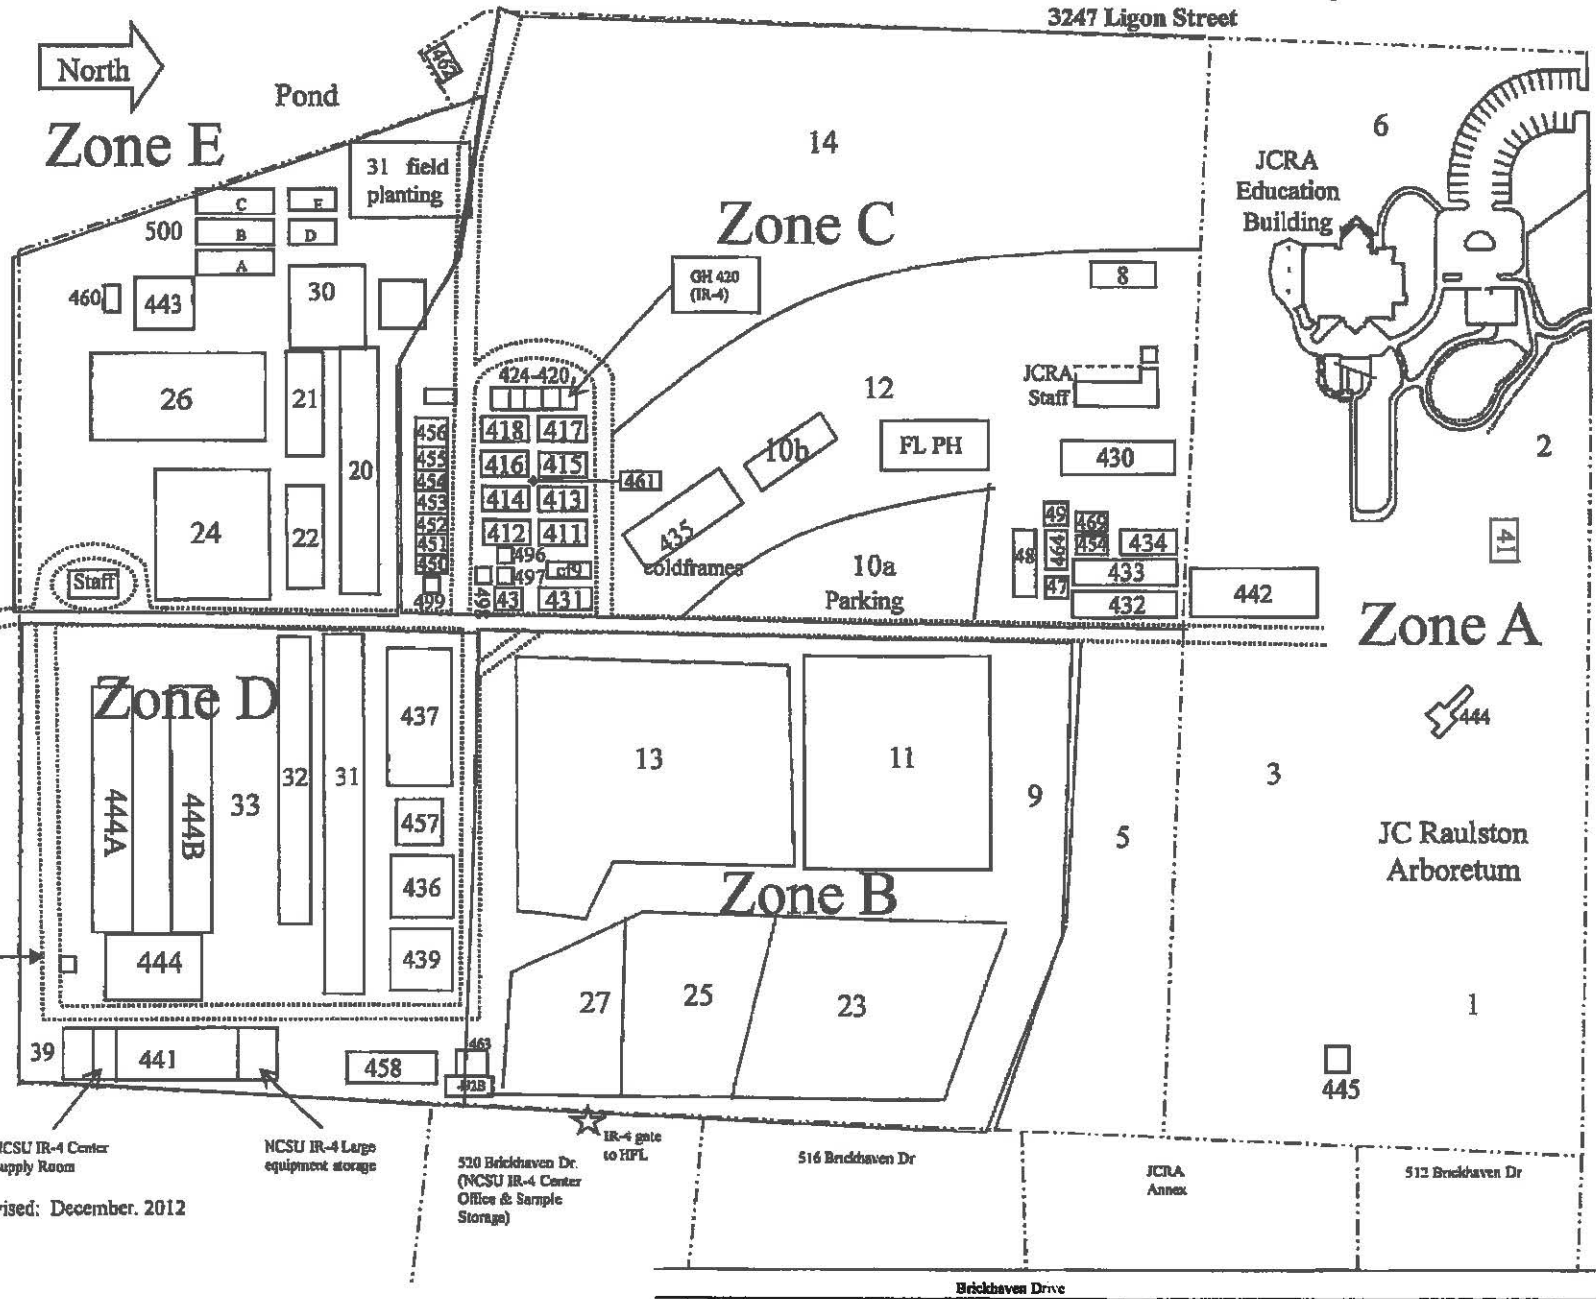 3247 Ligon Street
North
Pond
Zone E
462
31 field
planting
14
Zone C
6
JCRA
Education
Building
C
E
500
B
D
A
460
443
30
GH 420
(IR-4)
8
26
21
20
424-420
12
JCRA
Staff
2
456
418
417
10b
FL PH
430
455
416
415
461
454
453
414
413
24
22
452
412
411
435
coldframes
49
469
41
451
496
48
464
454
434
450
497
cf9
10a
Parking
433
442
Staff
499
43
431
47
432
Zone A
Zone D
437
13
11
444
32
31
3
9
444A
444B
33
457
5
JC Raulston
Arboretum
436
Zone B
444
439
27
25
23
1
39
441
458
463
445
NCSU IR-4 Large
equipment storage
CSU IR-4 Center
upply Room
IR-4 gate
to HFL
520 Brickhaven Dr.
(NCSU IR-4 Center
Office & Sample
Storage)
516 Brickhaven Dr
JCRA
Annex
512 Brickhaven Dr
vised: December. 2012
Brickhaven Drive